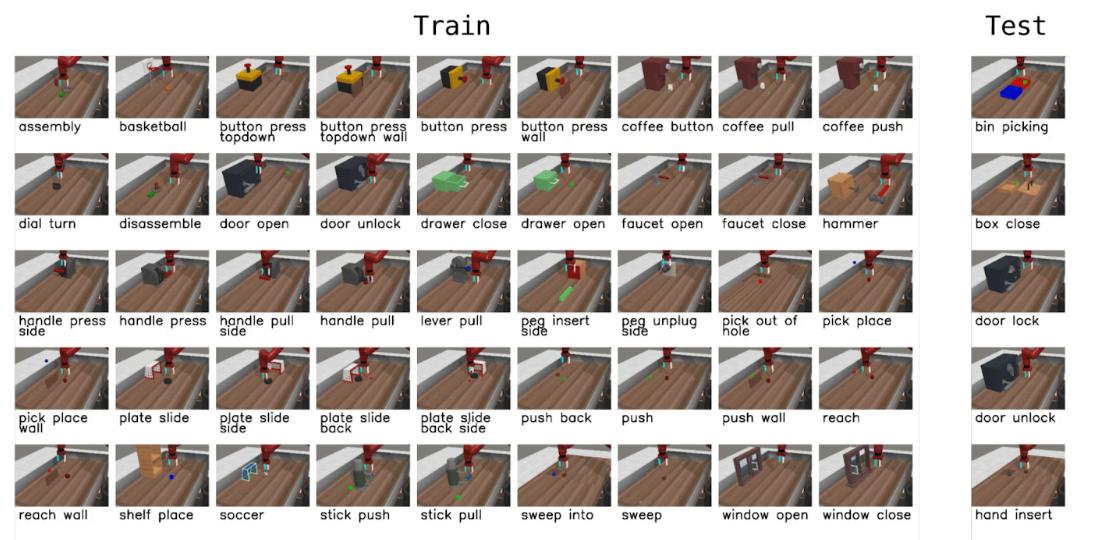 Train
Test
assembly
basketball
button press
topdown
button press
topdown wall
button press
button press
wall
coffee button
coffee pull
coffee push
bin picking
dial turn
disassemble
door open
door unlock
drawer close
drawer open
faucet open
faucet close
hammer
box close
handle press
side
handle press
handle pull
side
handle pull
lever pull
peg insert
side
peg unplug
side
pick out of
hole
pick place
door lock
pick place
wall
plate slide
plate slide
side
plate slide
back
plate slide
back side
push back
push
push wall
reach
door unlock
reach wall
shelf place
soccer
stick push
stick pull
sweep into
sweep
window open
window close
hand insert